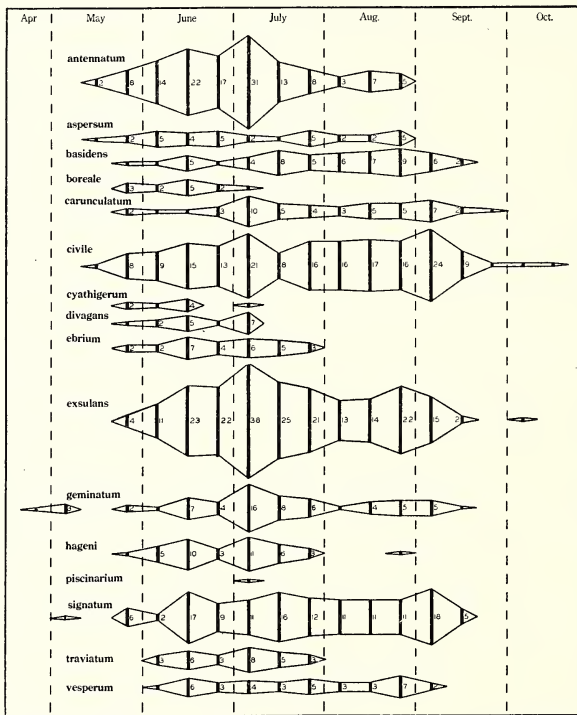 Apr May June July Aug. Sept. Oct.
antennatum 2 8 14 22 17 31 13 8 3 7 5
aspersum 2 5 4 5 2 5 2 2 5
basidens 5 4 8 5 6 7 9 6 2
boreale 3 2 5 2
carunculatum 2 3 10 5 4 3 6 5 7 2
civile 8 9 15 13 21 8 16 16 17 16 24 9
cyathigerum 2 4
divagans 2 5 7
ebrium 2 2 7 4 6 5 3
exsulans 4 11 23 22 38 25 21 13 14 22 15 2
geminatum 3 2 7 4 16 8 6 4 5 5
hageni 5 10 3 11 6 3
piscinarium
signatum 6 2 17 9 11 16 12 11 11 11 18 5
traviatum 3 6 3 8 5 3
vesperum 6 3 4 3 5 3 3 7 2